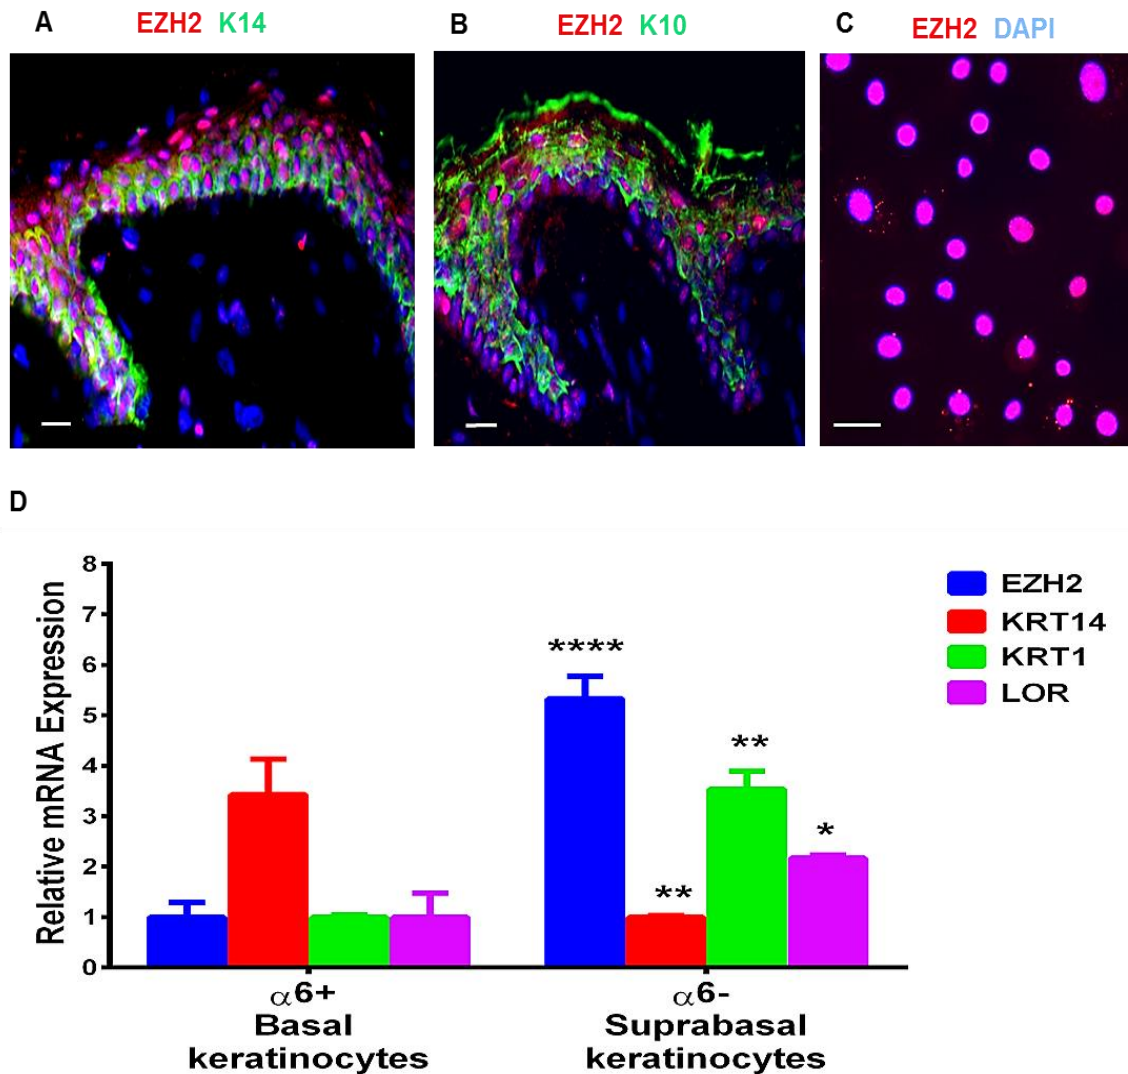 A EZH2 K14
B EZH2 K10
C EZH2 DAPI
D
Relative mRNA Expression
8
7
6
5
4
3
2
1
0
****
**
**
*
EZH2
KRT14
KRT1
LOR
α6+
Basal
keratinocytes
α6-
Suprabasal
keratinocytes